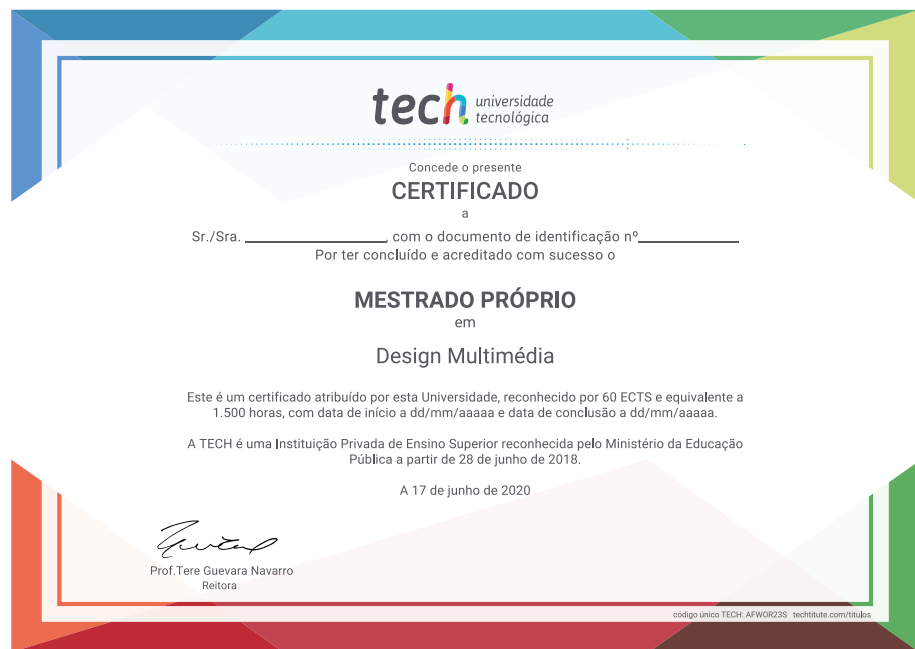 tech universidade
tecnológica
Concede o presente
CERTIFICADO
a
Sr./Sra. ____________________, com o documento de identificação nº______________
Por ter concluído e acreditado com sucesso o
MESTRADO PRÓPRIO
em
Design Multimédia
Este é um certificado atribuído por esta Universidade, reconhecido por 60 ECTS e equivalente a
1.500 horas, com data de início a dd/mm/aaaaa e data de conclusão a dd/mm/aaaaa.
A TECH é uma Instituição Privada de Ensino Superior reconhecida pelo Ministério da Educação
Pública a partir de 28 de junho de 2018.
A 17 de junho de 2020
Prof.Tere Guevara Navarro
Reitora
código único TECH: AFWOR23S techtitute.com/titulos